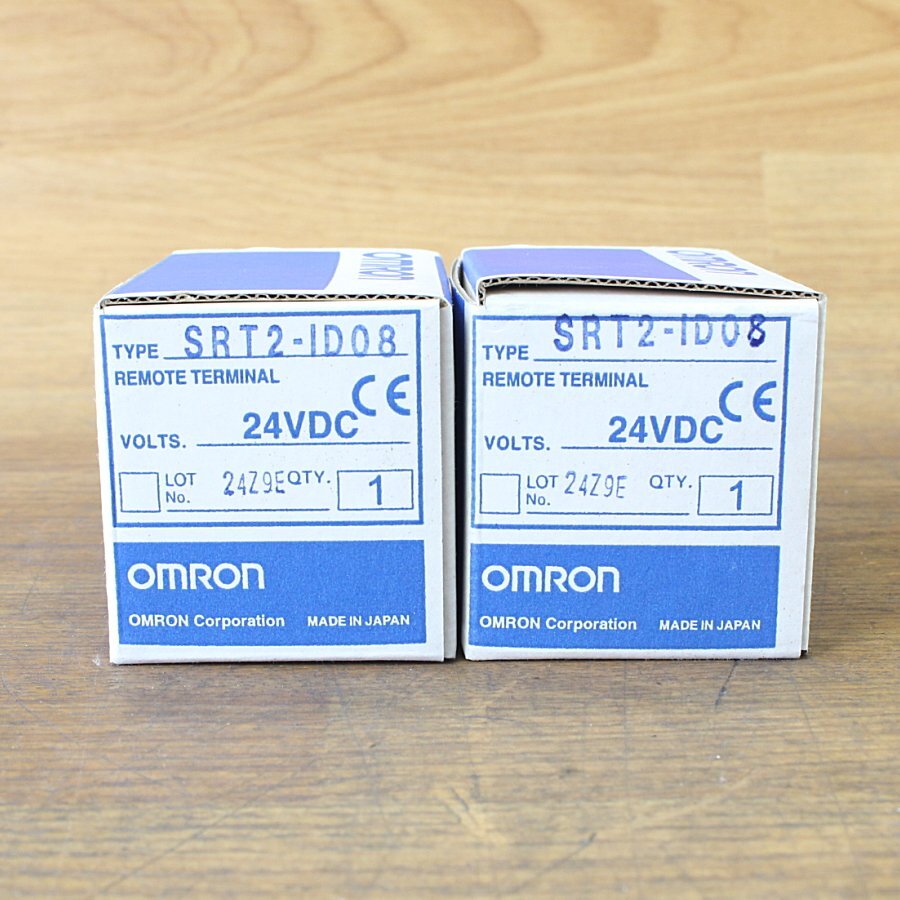 OMRON
TYPE SRT2-ID08
REMOTE TERMINAL
CE
VOLTS. 24VDC
LOT No. 24Z9E QTY. 1
OMRON
OMRON Corporation MADE IN JAPAN
OMRON
TYPE SRT2-ID08
REMOTE TERMINAL
CE
VOLTS. 24VDC
LOT No. 24Z9E QTY. 1
OMRON
OMRON Corporation MADE IN JAPAN